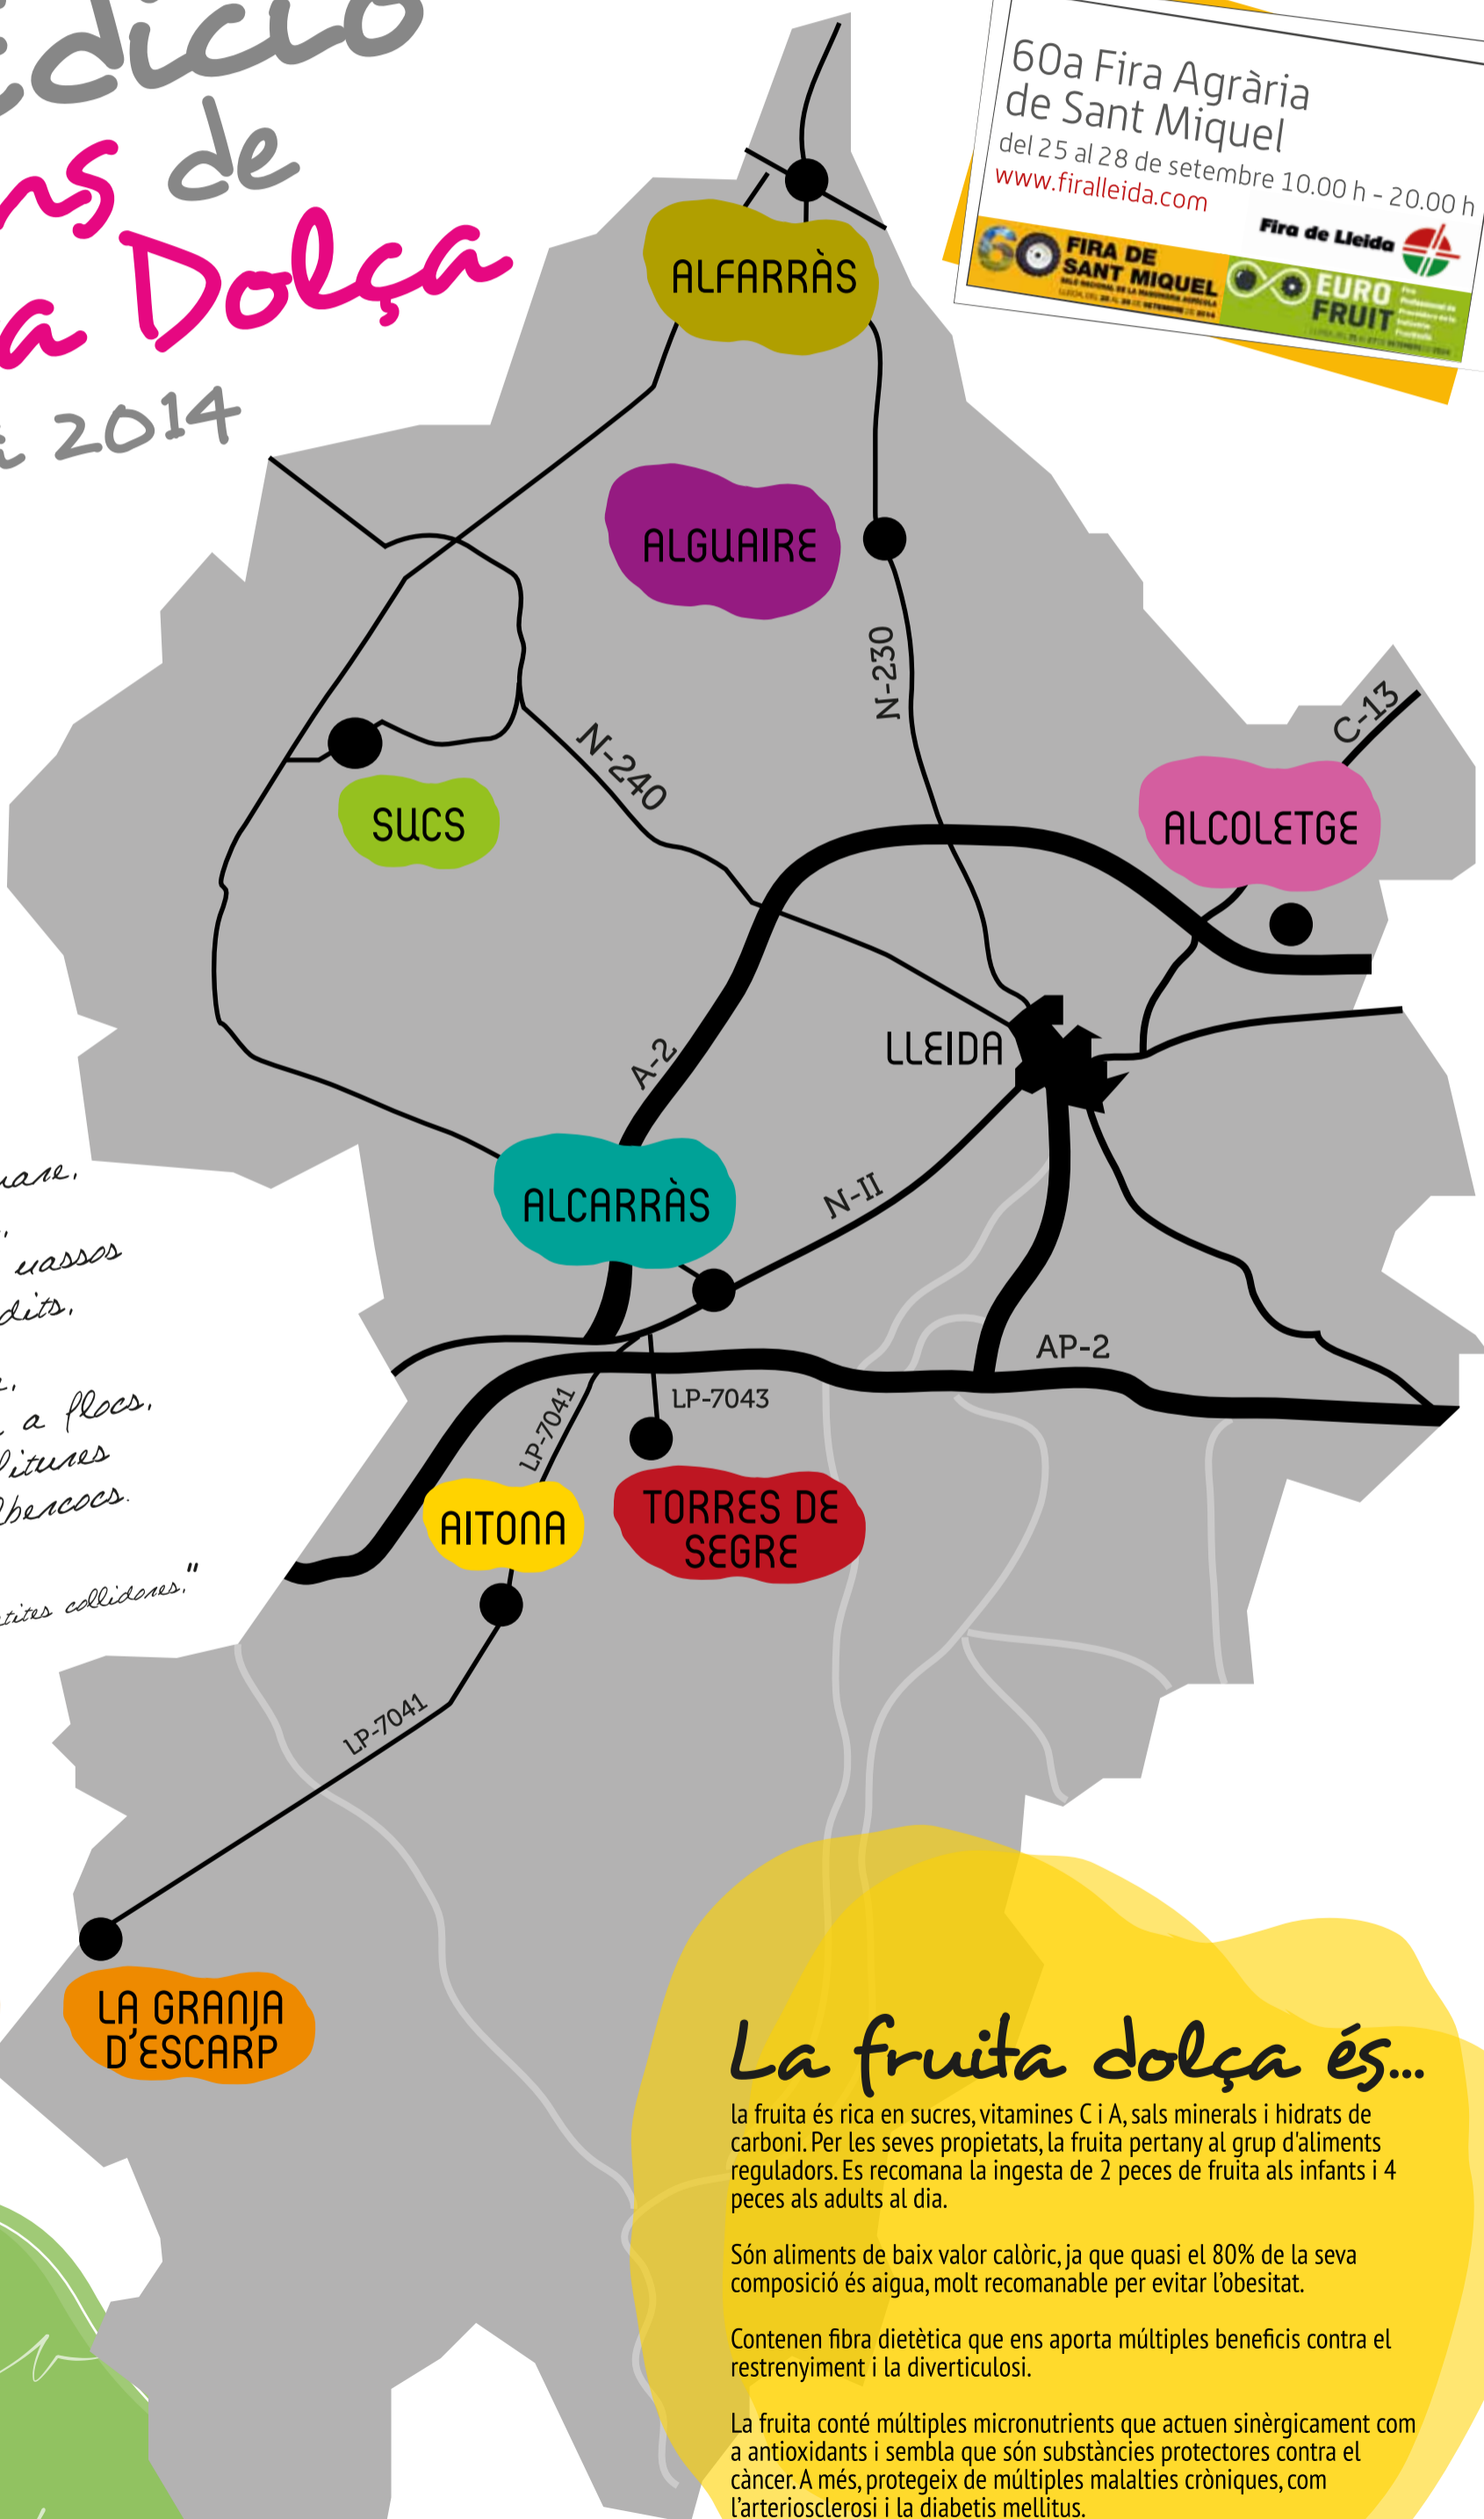 Edició
de
Dolça
2014
60a Fira Agrària
de Sant Miquel
del 25 al 28 de setembre 10.00 h - 20.00 h
www.firalleida.com
Fira de Lleida
60 FIRA DE
SANT MIQUEL
EURO
FRUIT
ALFARRÀS
ALGUAIRE
N-230
C-13
N-240
SUCS
ALCOLETGE
LLEIDA
A-2
ALCARRÀS
N-II
AP-2
LP-7043
LP-7041
AITONA
TORRES DE
SEGRE
LP-7041
LA GRANJA
D'ESCARP
dits.
a flocs.
collidores."
La fruita dolça és...
la fruita és rica en sucres, vitamines C i A, sals minerals i hidrats de
carboni. Per les seves propietats, la fruita pertany al grup d'aliments
reguladors. Es recomana la ingesta de 2 peces de fruita als infants i 4
peces als adults al dia.
Són aliments de baix valor calòric, ja que quasi el 80% de la seva
composició és aigua, molt recomanable per evitar l'obesitat.
Contenen fibra dietètica que ens aporta múltiples beneficis contra el
restrenyiment i la diverticulosi.
La fruita conté múltiples micronutrients que actuen sinèrgicament com
a antioxidants i sembla que són substàncies protectores contra el
càncer. A més, protegeix de múltiples malalties cròniques, com
l'arteriosclerosi i la diabetis mellitus.